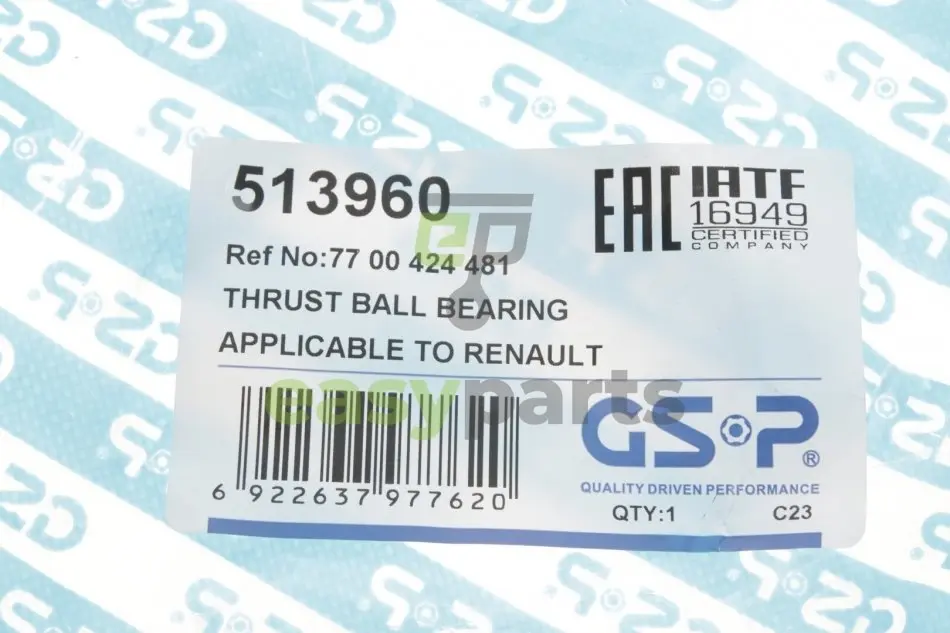 513960
EAC
IATF
16949
CERTIFIED
COMPANY
Ref No:77 00 424 481
THRUST BALL BEARING
APPLICABLE TO RENAULT
easyparts
6 922637 977620
GS·P®
QUALITY DRIVEN PERFORMANCE
QTY:1 C23